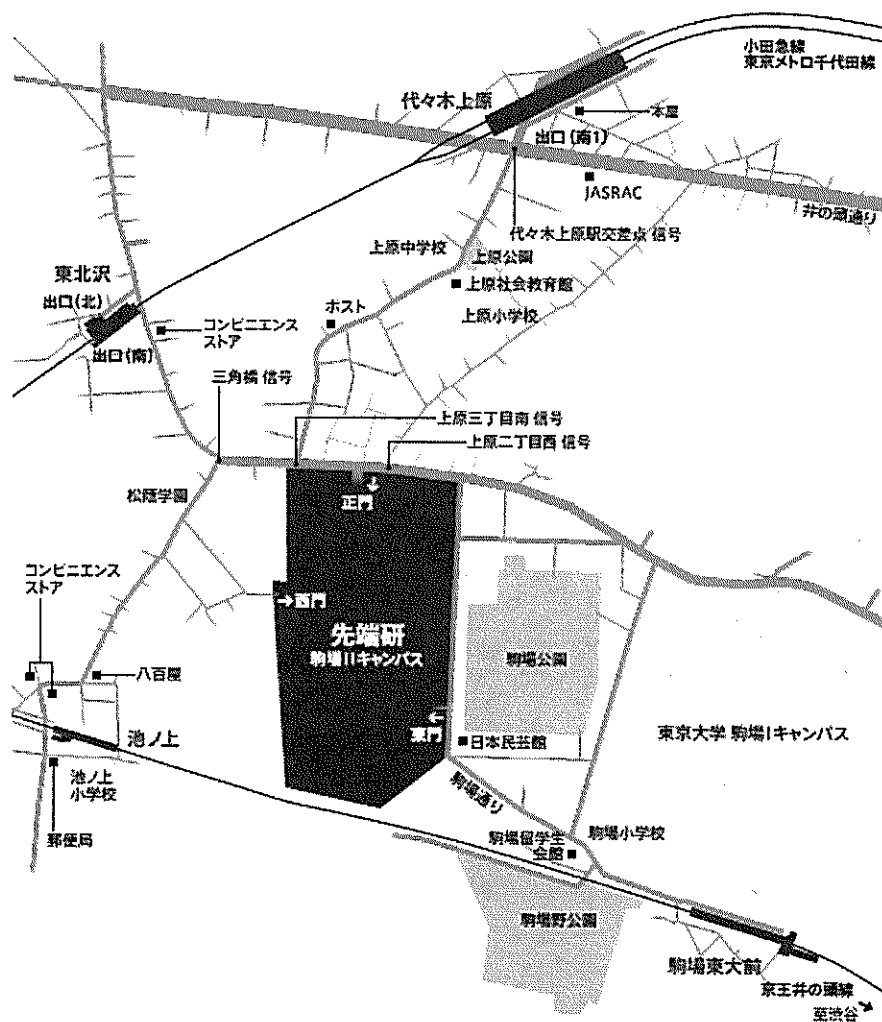 小田急線
東京メトロ千代田線
代々木上原
本屋
出口(南1)
JASRAC
井の頭通り
代々木上原駅交差点 信号
上原中学校
上原公園
東北沢
上原社会教育館
出口(北)
ポスト
コンビニエンス
ストア
上原小学校
出口(南)
三角橋 信号
上原三丁目南 信号
上原二丁目西 信号
正門
松蔭学園
コンビニエンス
ストア
→西門
先端研
駒場IIキャンパス
駒場公園
八百屋
東門
池ノ上
日本民芸館
東京大学 駒場Iキャンパス
池ノ上
小学校
駒場通り
郵便局
駒場留学生
会館
駒場小学校
駒場野公園
駒場東大前
京王井の頭線
至渋谷